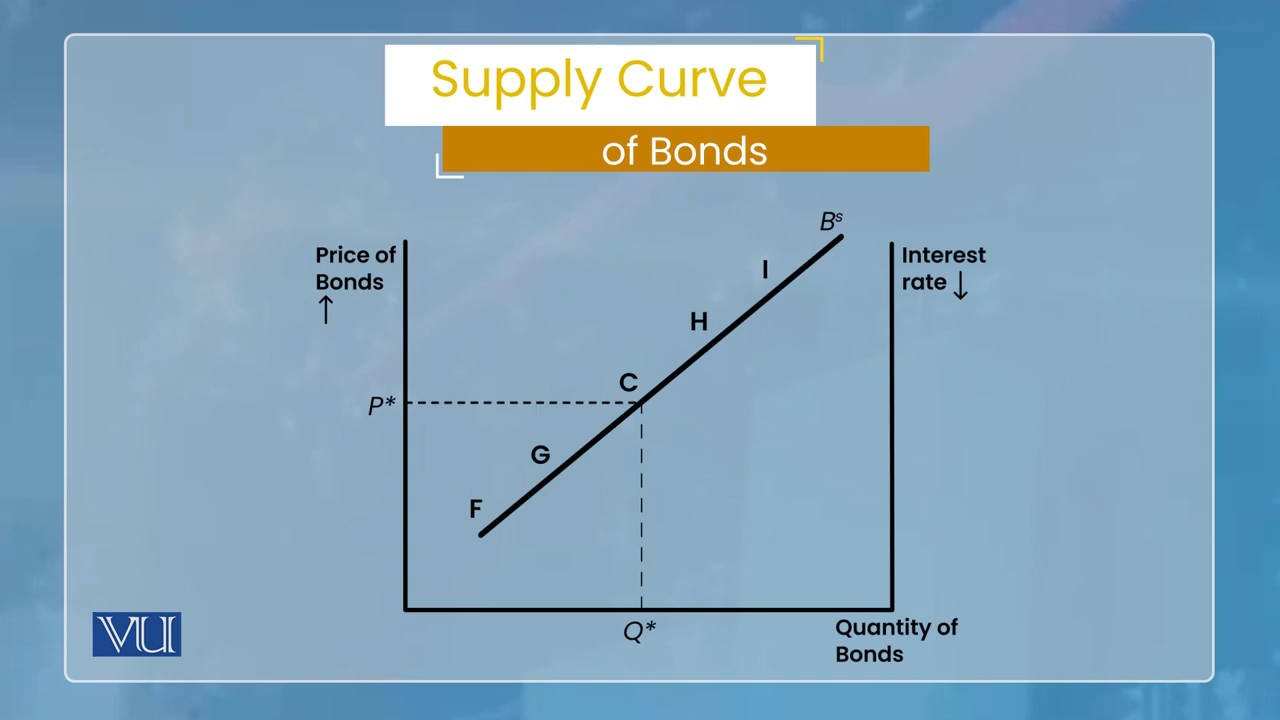 Supply Curve
of Bonds
Bˢ
Price of
Bonds
↑
Interest
rate ↓
I
H
C
P*
G
F
Q*
Quantity of
Bonds
VU